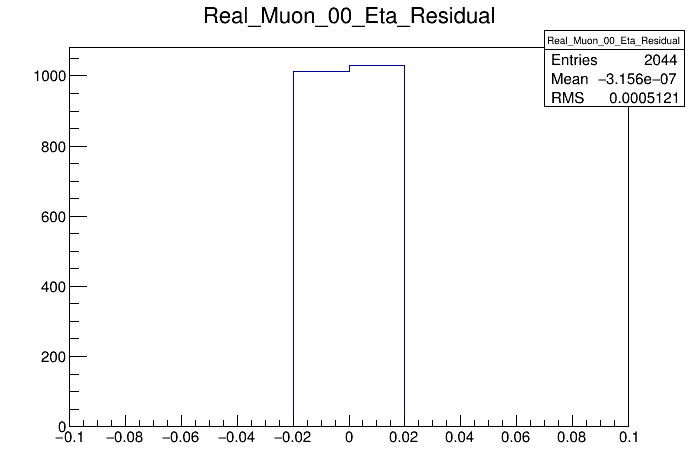 Real_Muon_00_Eta_Residual
Real_Muon_00_Eta_Residual
Entries 2044
Mean −3.156e−07
RMS 0.0005121
1000
800
600
400
200
0
−0.1 −0.08 −0.06 −0.04 −0.02 0 0.02 0.04 0.06 0.08 0.1